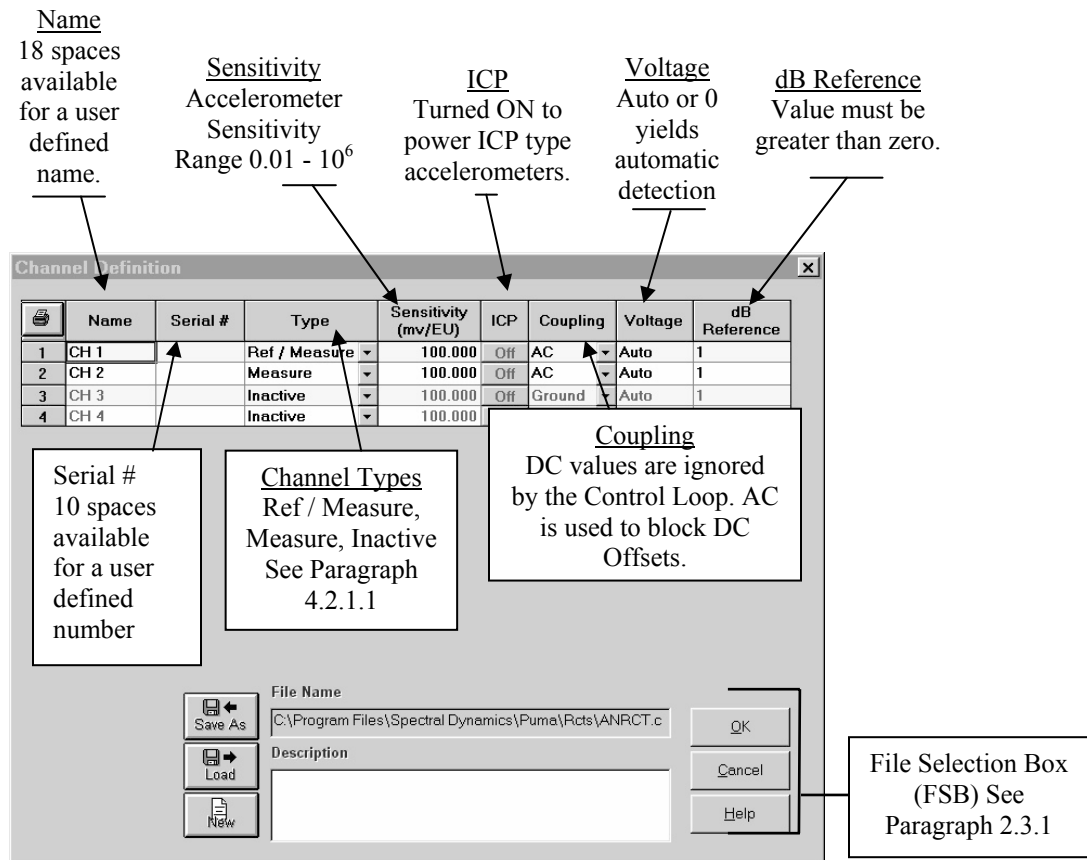 Name
18 spaces
available
for a user
defined
name.
Sensitivity
Accelerometer
Sensitivity
Range 0.01 - 10⁶
ICP
Turned ON to
power ICP type
accelerometers.
Voltage
Auto or 0
yields
automatic
detection
dB Reference
Value must be
greater than zero.
Channel Definition
Name Serial # Type Sensitivity (mv/EU) ICP Coupling Voltage dB Reference
1 CH 1 Ref / Measure 100.000 Off AC Auto 1
2 CH 2 Measure 100.000 Off AC Auto 1
3 CH 3 Inactive 100.000 Off Ground Auto 1
4 CH 4 Inactive 100.000
Serial #
10 spaces
available
for a user
defined
number
Channel Types
Ref / Measure,
Measure, Inactive
See Paragraph
4.2.1.1
Coupling
DC values are ignored
by the Control Loop. AC
is used to block DC
Offsets.
File Name
Save As
C:\Program Files\Spectral Dynamics\Puma\Rcts\ANRCT.c
OK
Load
Description
Cancel
New
Help
File Selection Box
(FSB) See
Paragraph 2.3.1